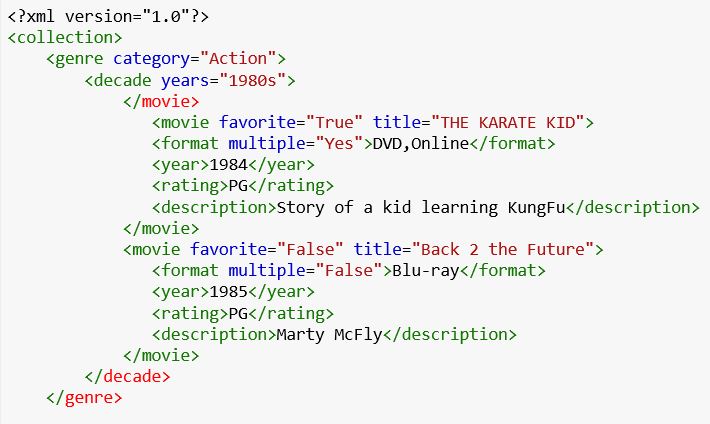 <?xml version="1.0"?>
<collection>
    <genre category="Action">
        <decade years="1980s">
            </movie>
               <movie favorite="True" title="THE KARATE KID">
               <format multiple="Yes">DVD,Online</format>
               <year>1984</year>
               <rating>PG</rating>
               <description>Story of a kid learning KungFu</description>
            </movie>
            <movie favorite="False" title="Back 2 the Future">
               <format multiple="False">Blu-ray</format>
               <year>1985</year>
               <rating>PG</rating>
               <description>Marty McFly</description>
            </movie>
        </decade>
    </genre>